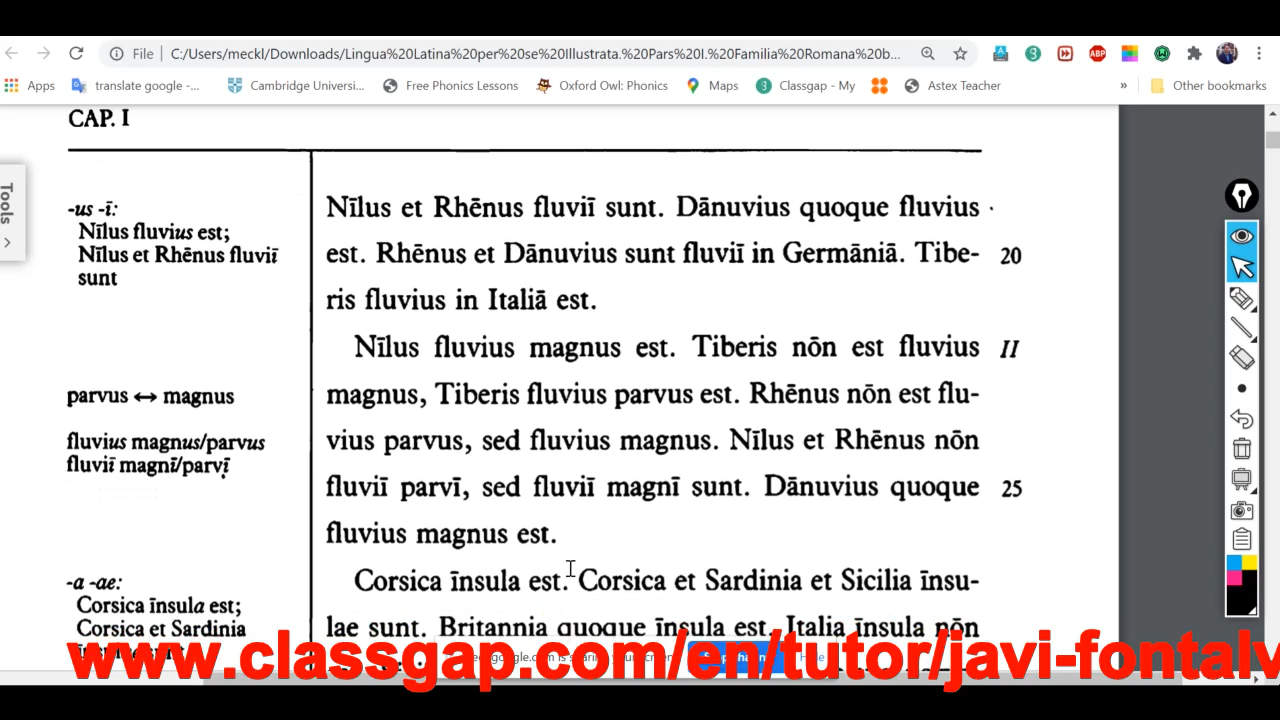 File | C:/Users/meckl/Downloads/Lingua%20Latina%20per%20se%20Illustrata.%20Pars%20I.%20Familia%20Romana%20b...
Apps translate google -... Cambridge Universi... Free Phonics Lessons Oxford Owl: Phonics Maps Classgap - My Astex Teacher » Other bookmarks
Tools
CAP. I
-us -ī:
Nīlus fluvius est;
Nīlus et Rhēnus fluviī
sunt
parvus ↔ magnus
fluvius magnus/parvus
fluviī magnī/parvī
-a -ae:
Corsica īnsula est;
Corsica et Sardinia
Nīlus et Rhēnus fluviī sunt. Dānuvius quoque fluvius
est. Rhēnus et Dānuvius sunt fluviī in Germāniā. Tibe- 20
ris fluvius in Italiā est.
Nīlus fluvius magnus est. Tiberis nōn est fluvius II
magnus, Tiberis fluvius parvus est. Rhēnus nōn est flu-
vius parvus, sed fluvius magnus. Nīlus et Rhēnus nōn
fluviī parvī, sed fluviī magnī sunt. Dānuvius quoque 25
fluvius magnus est.
Corsica īnsula est. Corsica et Sardinia et Sicilia īnsu-
lae sunt. Britannia quoque īnsula est. Italia īnsula nōn
www.classgap.com/en/tutor/javi-fontalv